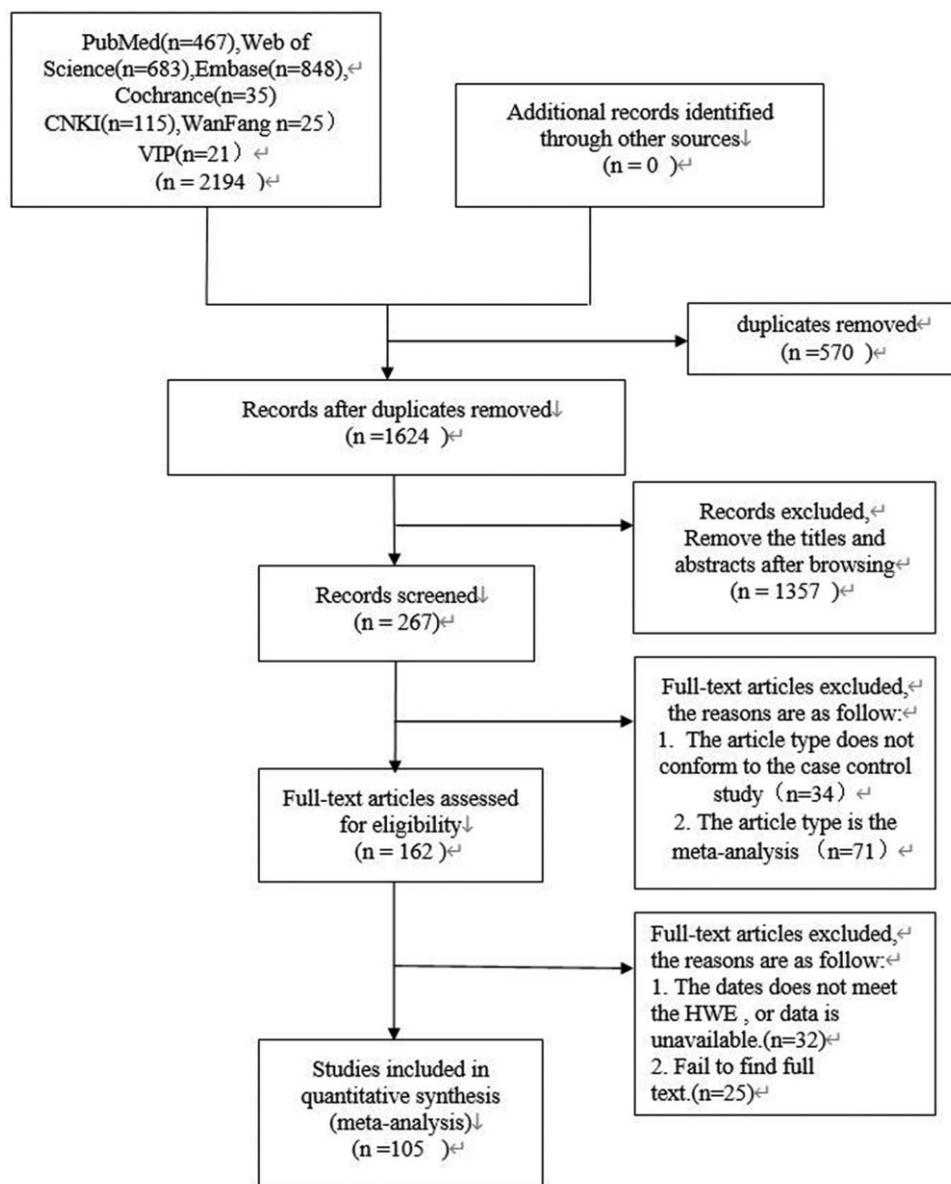 PubMed(n=467),Web of
Science(n=683),Embase(n=848),↵
Cochrance(n=35)
CNKI(n=115),WanFang n=25）
VIP(n=21） ↵
(n = 2194 )↵
Additional records identified
through other sources↓
(n = 0 )↵
duplicates removed↵
(n =570 )↵
Records after duplicates removed↓
(n =1624 )↵
Records excluded,↵
Remove the titles and
abstracts after browsing↵
(n = 1357 )↵
Records screened↓
(n = 267)↵
Full-text articles excluded,↵
the reasons are as follow:↵
1. The article type does not
conform to the case control
study（n=34） ↵
2. The article type is the
meta-analysis （n=71） ↵
Full-text articles assessed
for eligibility↓
(n = 162)↵
Full-text articles excluded,↵
the reasons are as follow:↵
1. The dates does not meet
the HWE , or data is
unavailable.(n=32)↵
2. Fail to find full
text.(n=25)↵
Studies included in
quantitative synthesis
(meta-analysis)↓
(n =105 )↵